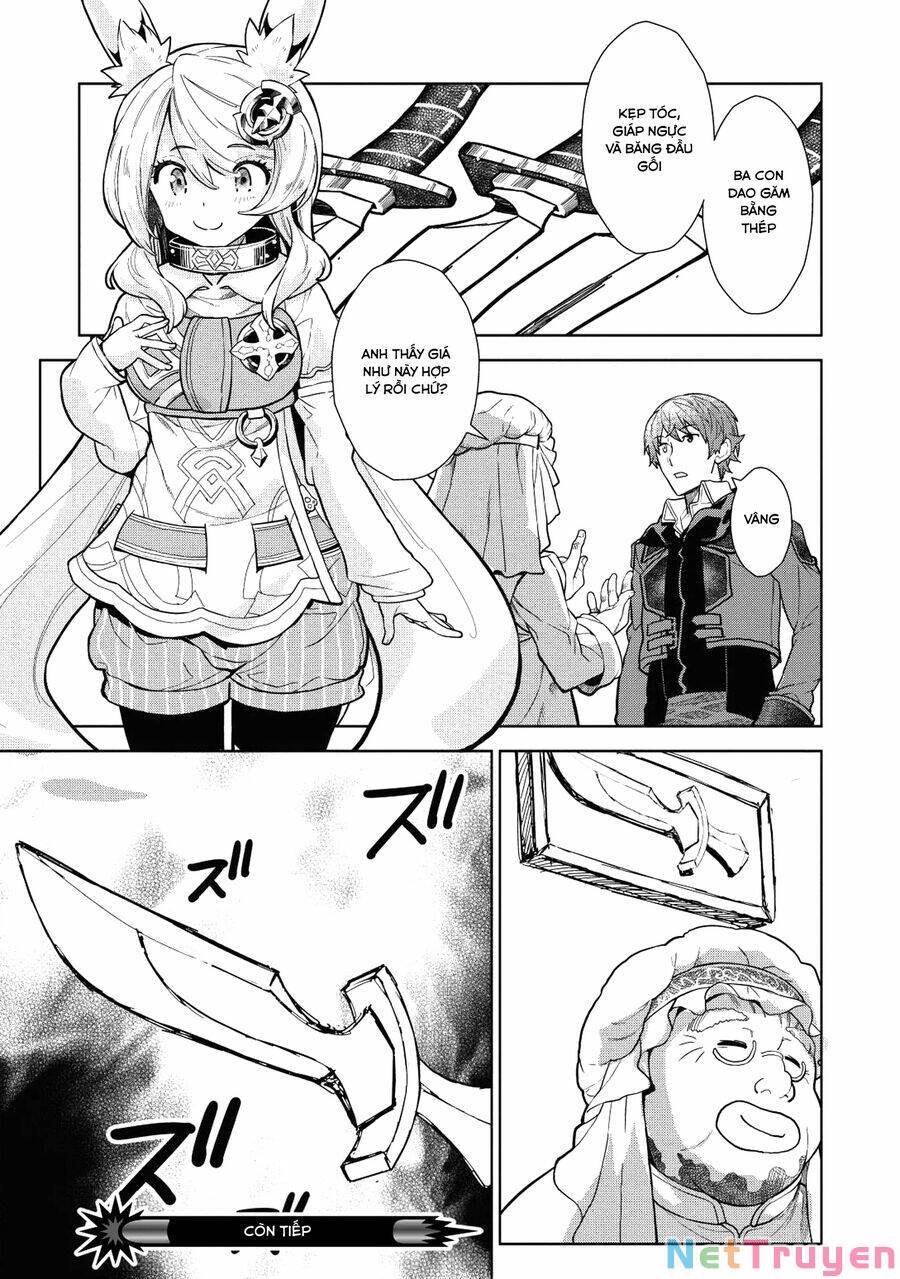 BA CON
DAO GĂM
BẰNG
THÉP
KẸP TÓC,
GIÁP NGỰC
VÀ BĂNG ĐẦU
GỐI
ANH THẤY GIÁ
NHƯ NÀY HỢP
LÝ RỒI CHỨ?
VÂNG
ズズ
ズズ
CÒN TIẾP
NetTruyen